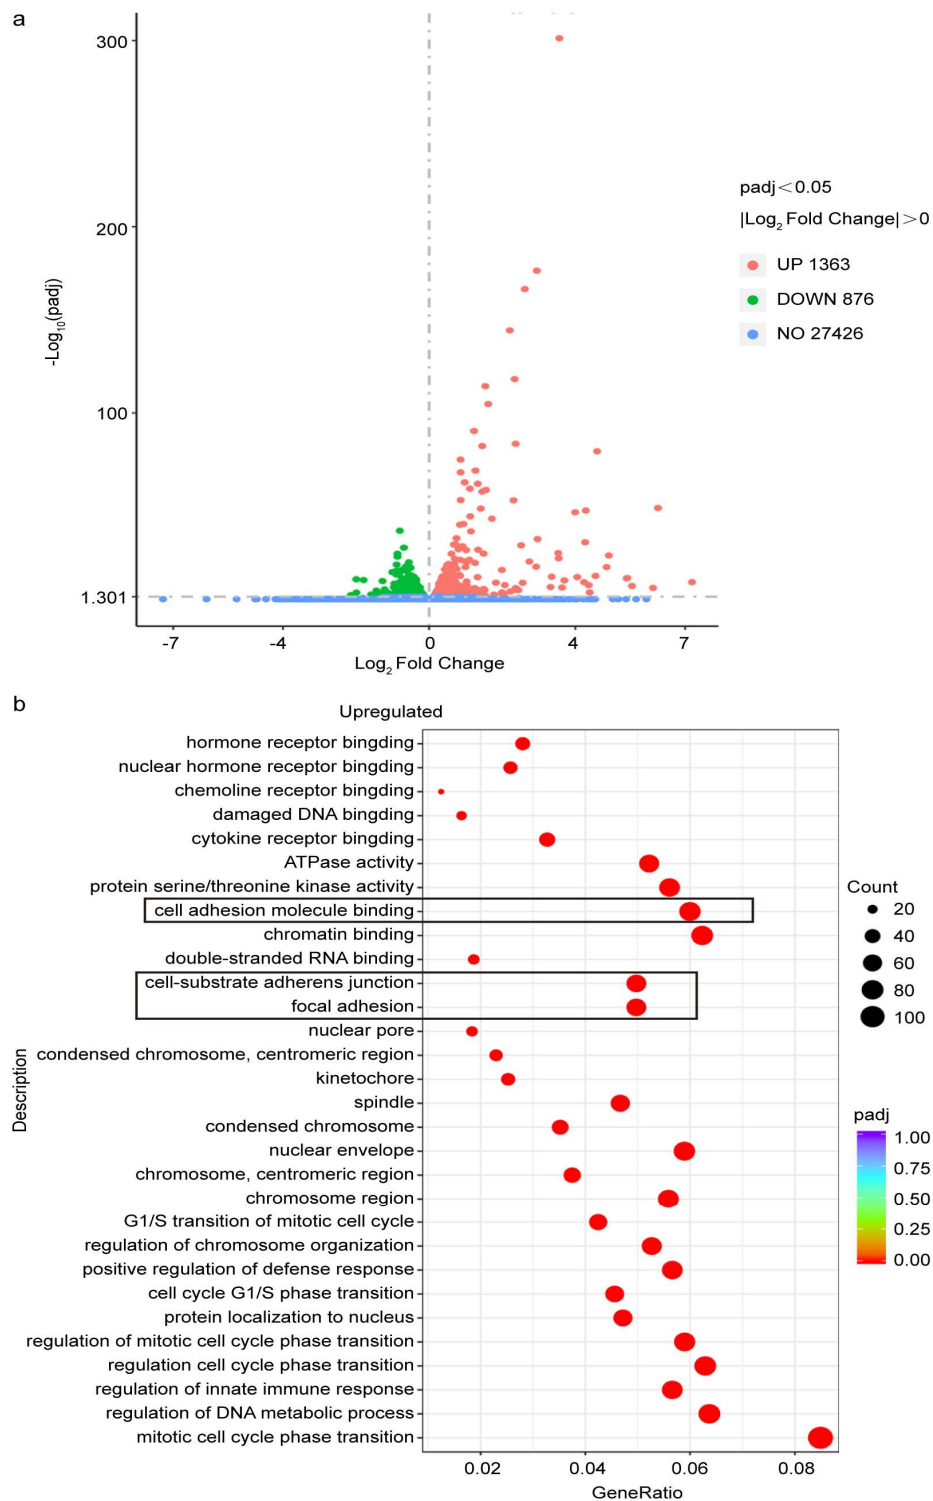 a
300
200
100
1.301
-Log10(padj)
-7 -4 0 4 7
Log2 Fold Change
padj<0.05
|Log2 Fold Change|>0
UP 1363
DOWN 876
NO 27426
b
Upregulated
Description
hormone receptor bingding
nuclear hormone receptor bingding
chemoline receptor bingding
damaged DNA bingding
cytokine receptor bingding
ATPase activity
protein serine/threonine kinase activity
cell adhesion molecule binding
chromatin binding
double-stranded RNA binding
cell-substrate adherens junction
focal adhesion
nuclear pore
condensed chromosome, centromeric region
kinetochore
spindle
condensed chromosome
nuclear envelope
chromosome, centromeric region
chromosome region
G1/S transition of mitotic cell cycle
regulation of chromosome organization
positive regulation of defense response
cell cycle G1/S phase transition
protein localization to nucleus
regulation of mitotic cell cycle phase transition
regulation cell cycle phase transition
regulation of innate immune response
regulation of DNA metabolic process
mitotic cell cycle phase transition
0.02 0.04 0.06 0.08
GeneRatio
Count
20
40
60
80
100
padj
1.00
0.75
0.50
0.25
0.00